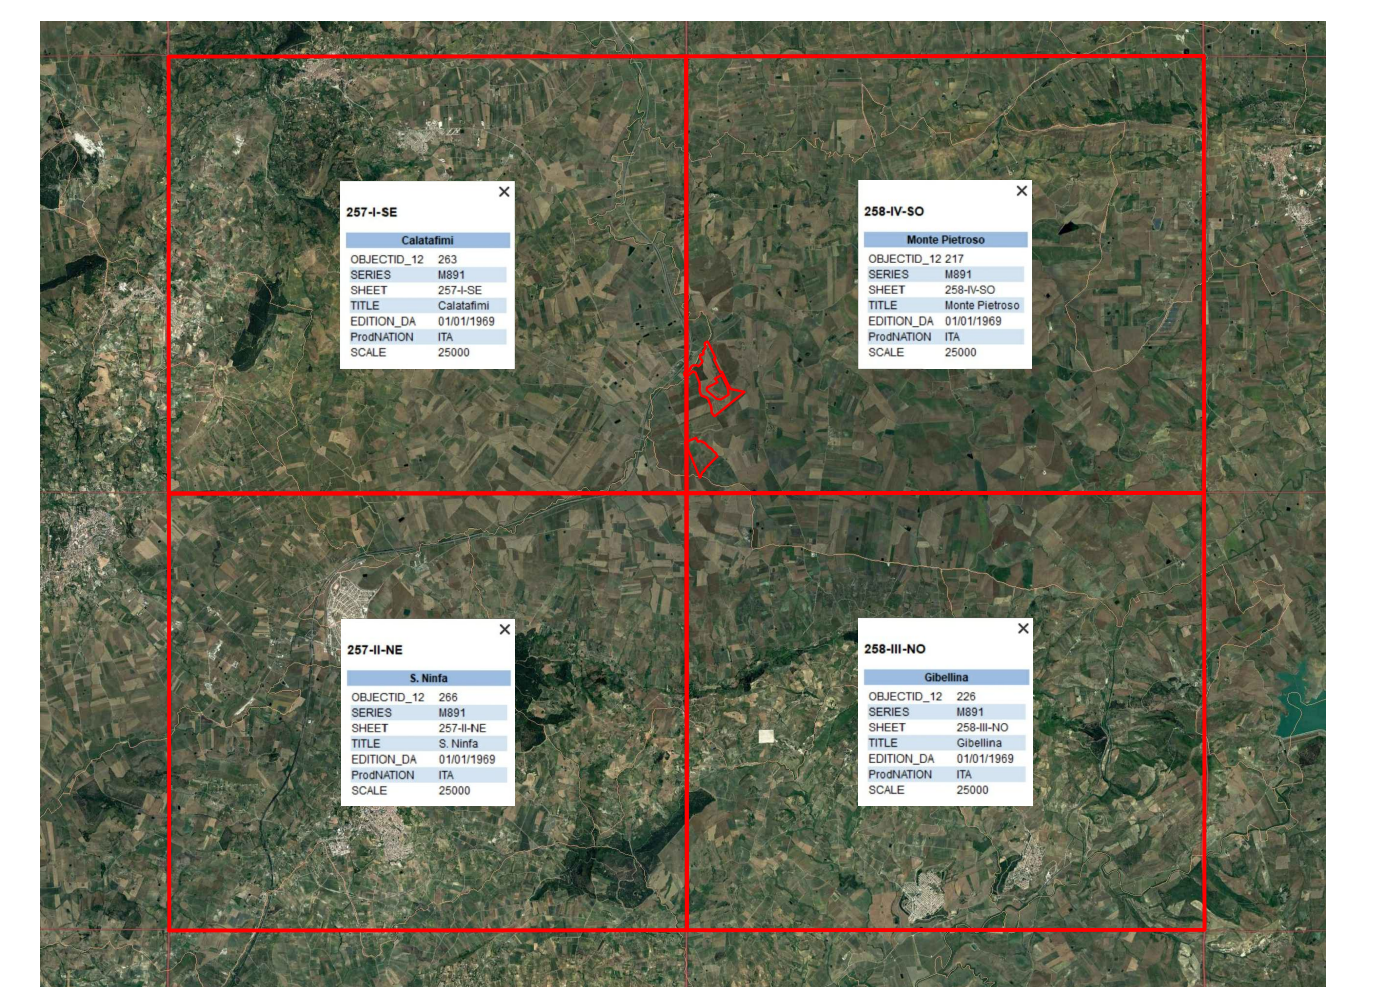 257-I-SE
Calatafimi
OBJECTID_12 263
SERIES M891
SHEET 257-I-SE
TITLE Calatafimi
EDITION_DA 01/01/1969
ProdNATION ITA
SCALE 25000
258-IV-SO
Monte Pietroso
OBJECTID_12 217
SERIES M891
SHEET 258-IV-SO
TITLE Monte Pietroso
EDITION_DA 01/01/1969
ProdNATION ITA
SCALE 25000
257-II-NE
S. Ninfa
OBJECTID_12 266
SERIES M891
SHEET 257-II-NE
TITLE S. Ninfa
EDITION_DA 01/01/1969
ProdNATION ITA
SCALE 25000
258-III-NO
Gibellina
OBJECTID_12 226
SERIES M891
SHEET 258-III-NO
TITLE Gibellina
EDITION_DA 01/01/1969
ProdNATION ITA
SCALE 25000